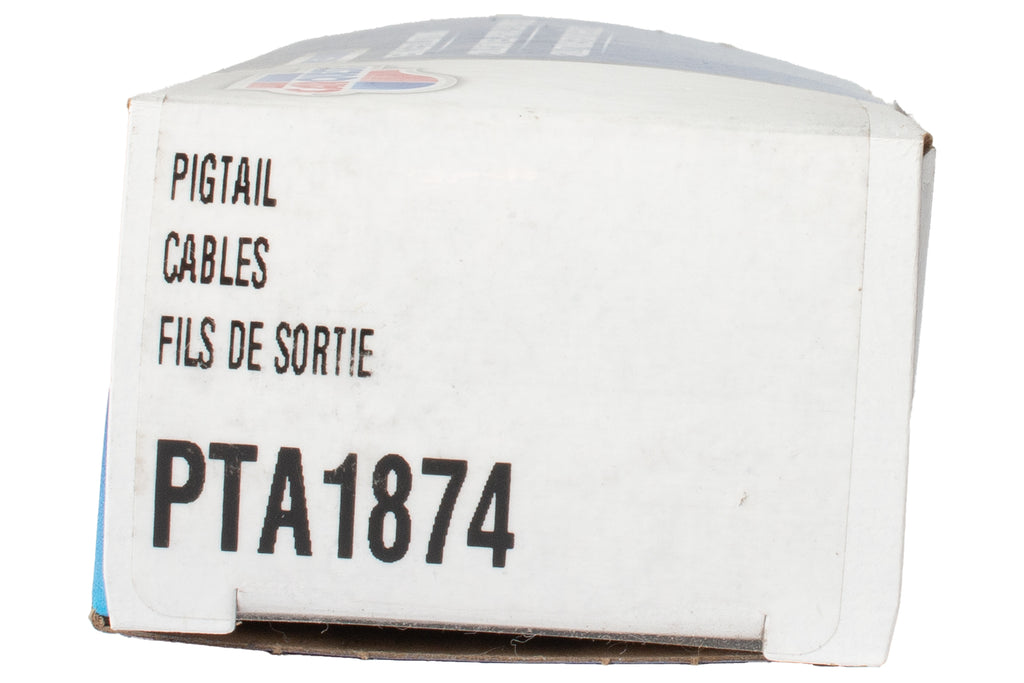 PIGTAIL
CABLES
FILS DE SORTIE
PTA1874